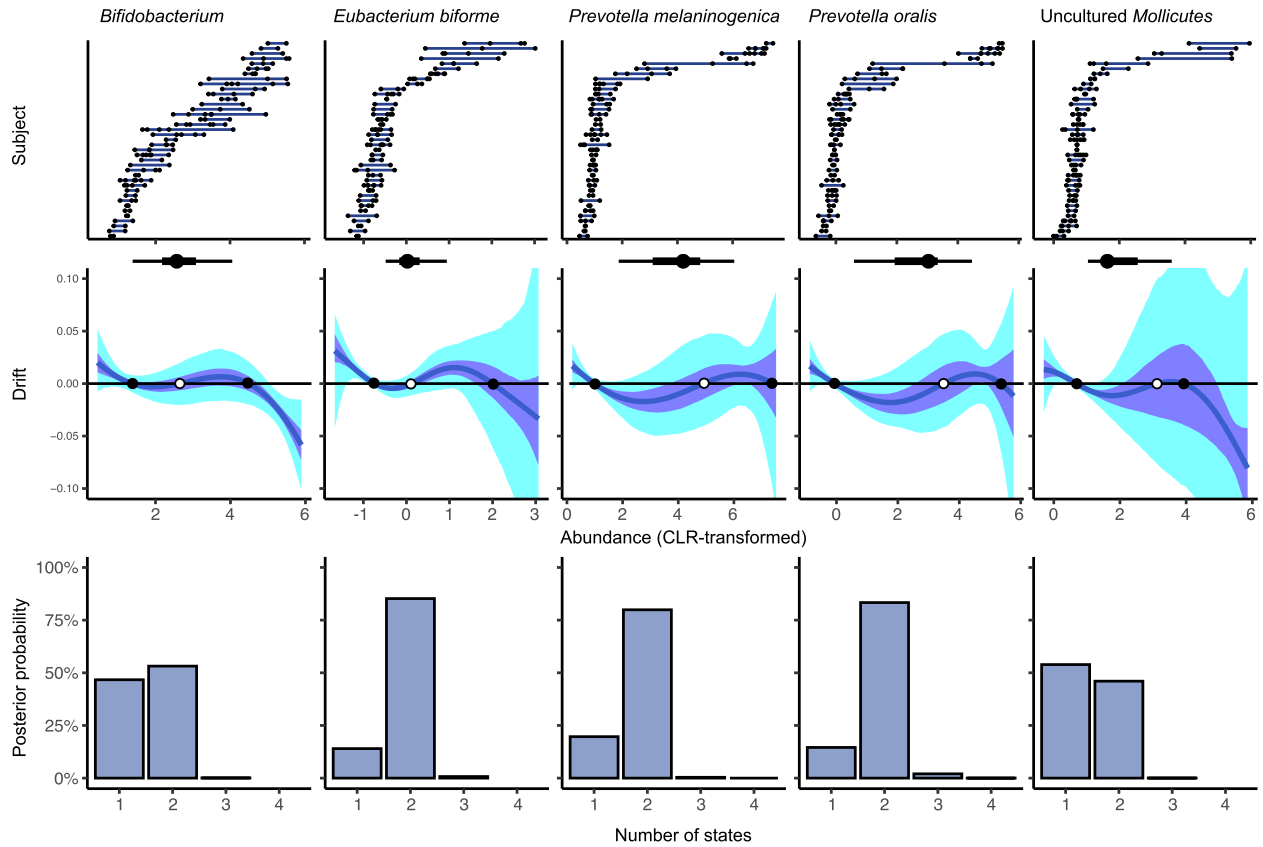 Bifidobacterium
Eubacterium biforme
Prevotella melaninogenica
Prevotella oralis
Uncultured Mollicutes
Subject
0.10
0.05
0.00
−0.05
−0.10
Drift
2 4 6
-1 0 1 2 3
0 2 4 6
0 2 4 6
0 2 4 6
Abundance (CLR-transformed)
100%
75%
50%
25%
0%
Posterior probability
1 2 3 4
1 2 3 4
1 2 3 4
1 2 3 4
1 2 3 4
Number of states